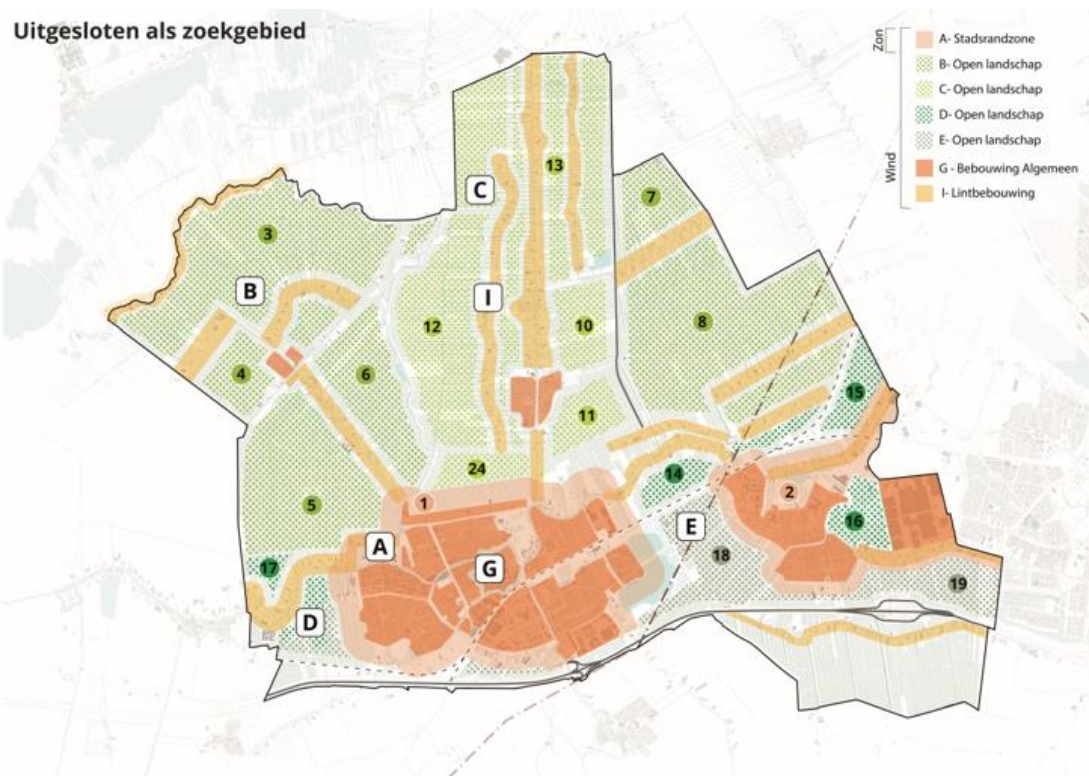 Uitgesloten als zoekgebied
Zon
Wind
A- Stadsrandzone
B- Open landschap
C- Open landschap
D- Open landschap
E- Open landschap
G - Bebouwing Algemeen
I- Lintbebouwing
13
C
7
3
B
I
12
10
8
4
6
15
11
24
14
1
2
5
E
16
A
18
17
G
19
D